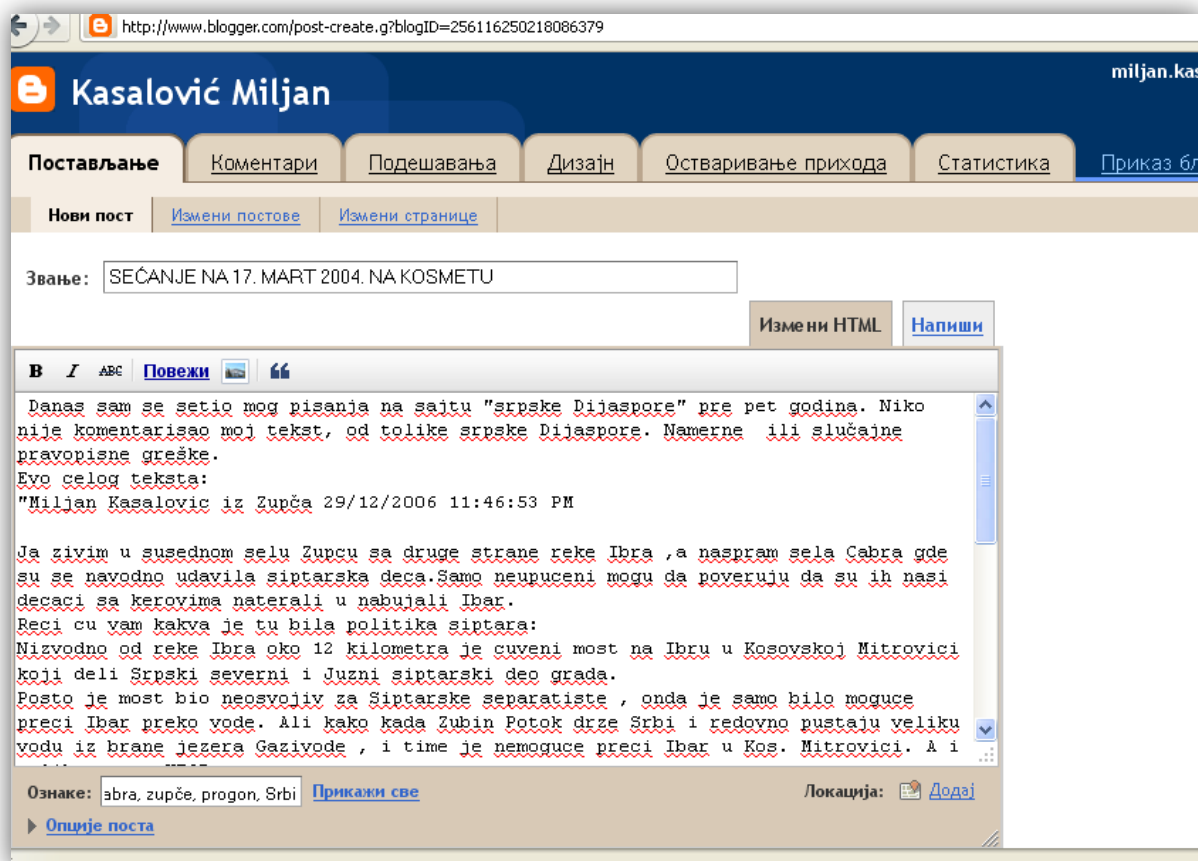 http://www.blogger.com/post-create.g?blogID=256116250218086379
Kasalović Miljan
miljan.kas
Постављање Коментари Подешавања Дизајн Остваривање прихода Статистика Приказ бл
Нови пост Измени постове Измени странице
Звање: SEĆANJE NA 17. MART 2004. NA KOSMETU
Измени HTML Напиши
B I ABC Повежи
Danas sam se setio mog pisanja na sajtu "srpske Dijaspore" pre pet godina. Niko
nije komentarisao moj tekst, od tolike srpske Dijaspore. Namerne ili slučajne
pravopisne greške.
Evo celog teksta:
"Miljan Kasalovic iz Zupča 29/12/2006 11:46:53 PM
Ja zivim u susednom selu Zupcu sa druge strane reke Ibra ,a naspram sela Cabra gde
su se navodno udavila siptarska deca.Samo neupuceni mogu da poveruju da su ih nasi
decaci sa kerovima naterali u nabujali Ibar.
Reci cu vam kakva je tu bila politika siptara:
Nizvodno od reke Ibra oko 12 kilometra je cuveni most na Ibru u Kosovskoj Mitrovici
koji deli Srpski severni i Juzni siptarski deo grada.
Posto je most bio neosvojiv za Siptarske separatiste , onda je samo bilo moguce
preci Ibar preko vode. Ali kako kada Zubin Potok drze Srbi i redovno pustaju veliku
vodu iz brane jezera Gazivode , i time je nemoguce preci Ibar u Kos. Mitrovici. A i
Ознаке: abra, zupče, progon, Srbi Прикажи све Локација: Додај
Опције поста